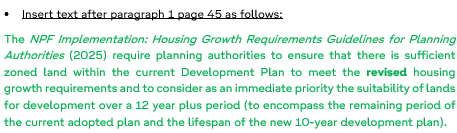 • Insert text after paragraph 1 page 45 as follows:
The NPF Implementation: Housing Growth Requirements Guidelines for Planning
Authorities (2025) require planning authorities to ensure that there is sufficient
zoned land within the current Development Plan to meet the revised housing
growth requirements and to consider as an immediate priority the suitability of lands
for development over a 12 year plus period (to encompass the remaining period of
the current adopted plan and the lifespan of the new 10-year development plan).